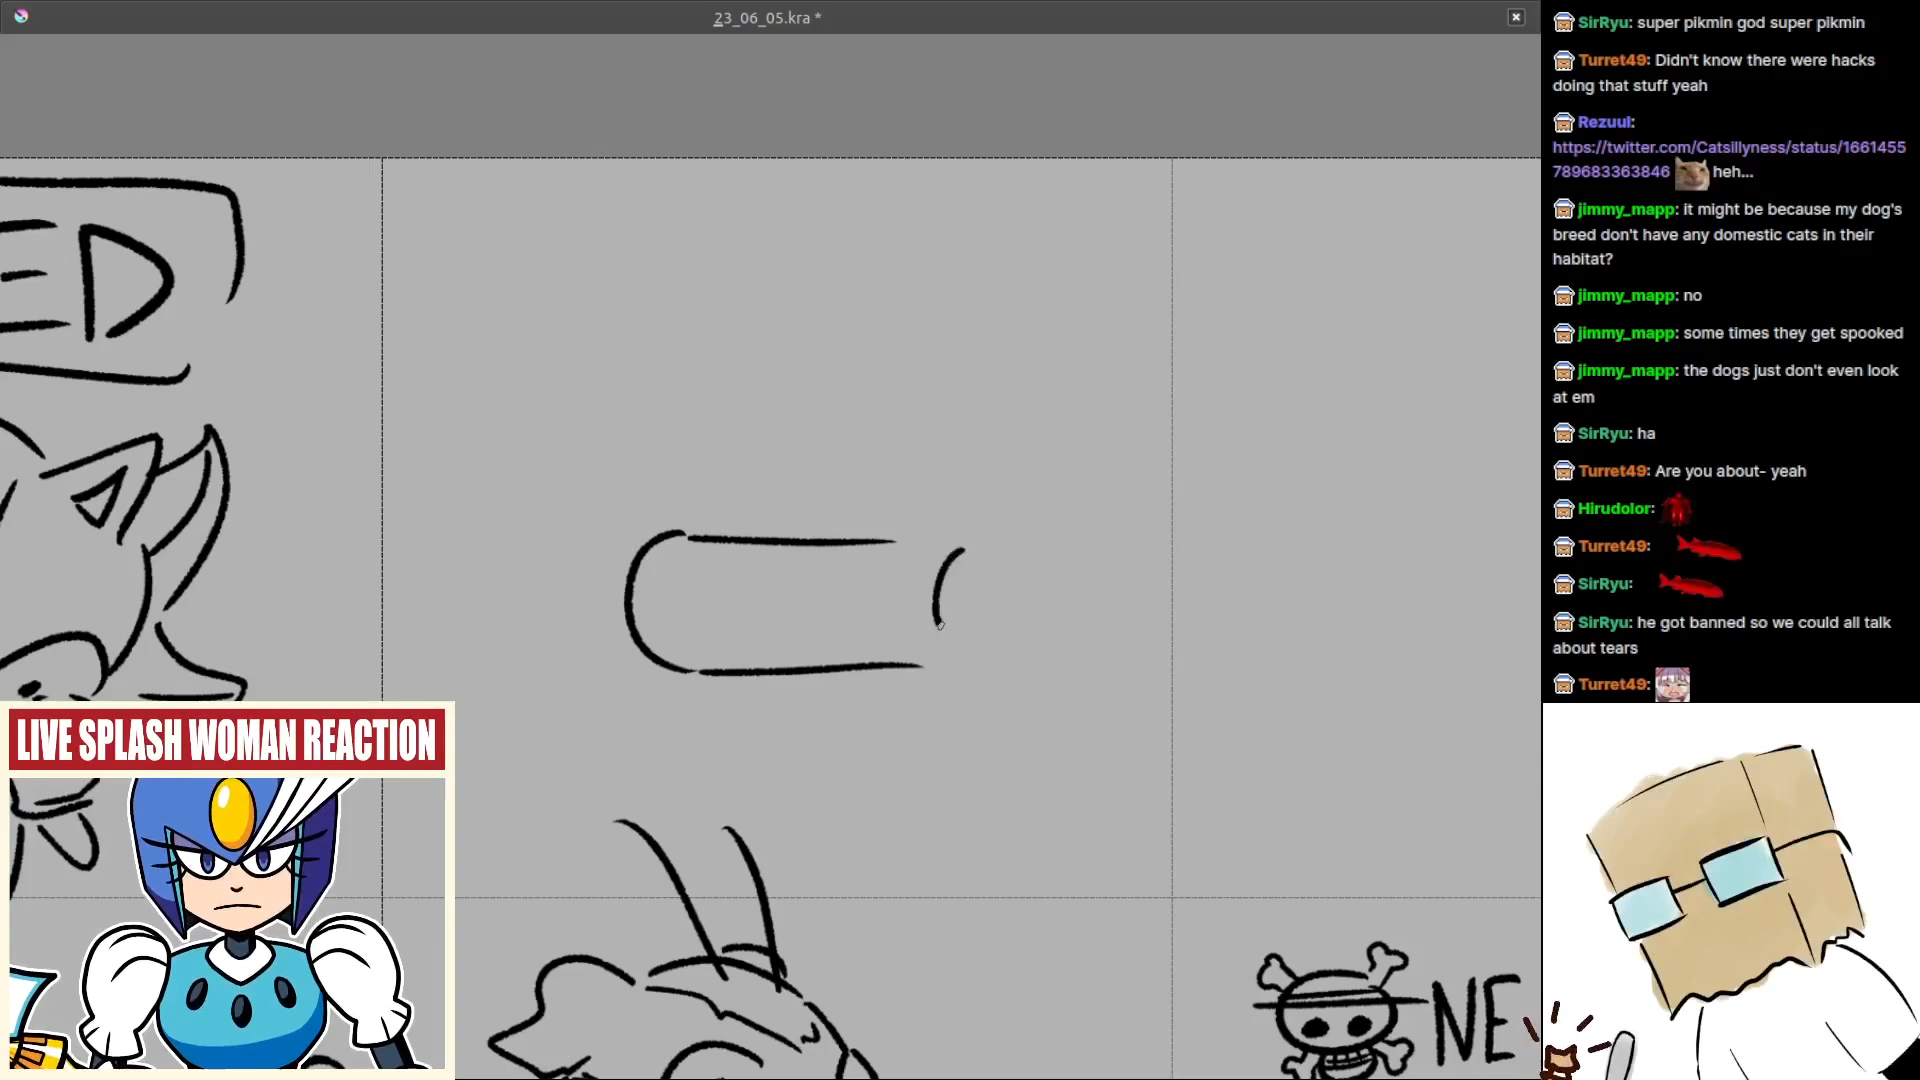 23_06_05.kra *
ED
LIVE SPLASH WOMAN REACTION
NE
SirRyu: super pikmin god super pikmin
Turret49: Didn't know there were hacks
doing that stuff yeah
Rezuul:
https://twitter.com/Catsillyness/status/1661455
789683363846 heh...
jimmy_mapp: it might be because my dog's
breed don't have any domestic cats in their
habitat?
jimmy_mapp: no
jimmy_mapp: some times they get spooked
jimmy_mapp: the dogs just don't even look
at em
SirRyu: ha
Turret49: Are you about- yeah
Hirudolor:
Turret49:
SirRyu:
SirRyu: he got banned so we could all talk
about tears
Turret49: